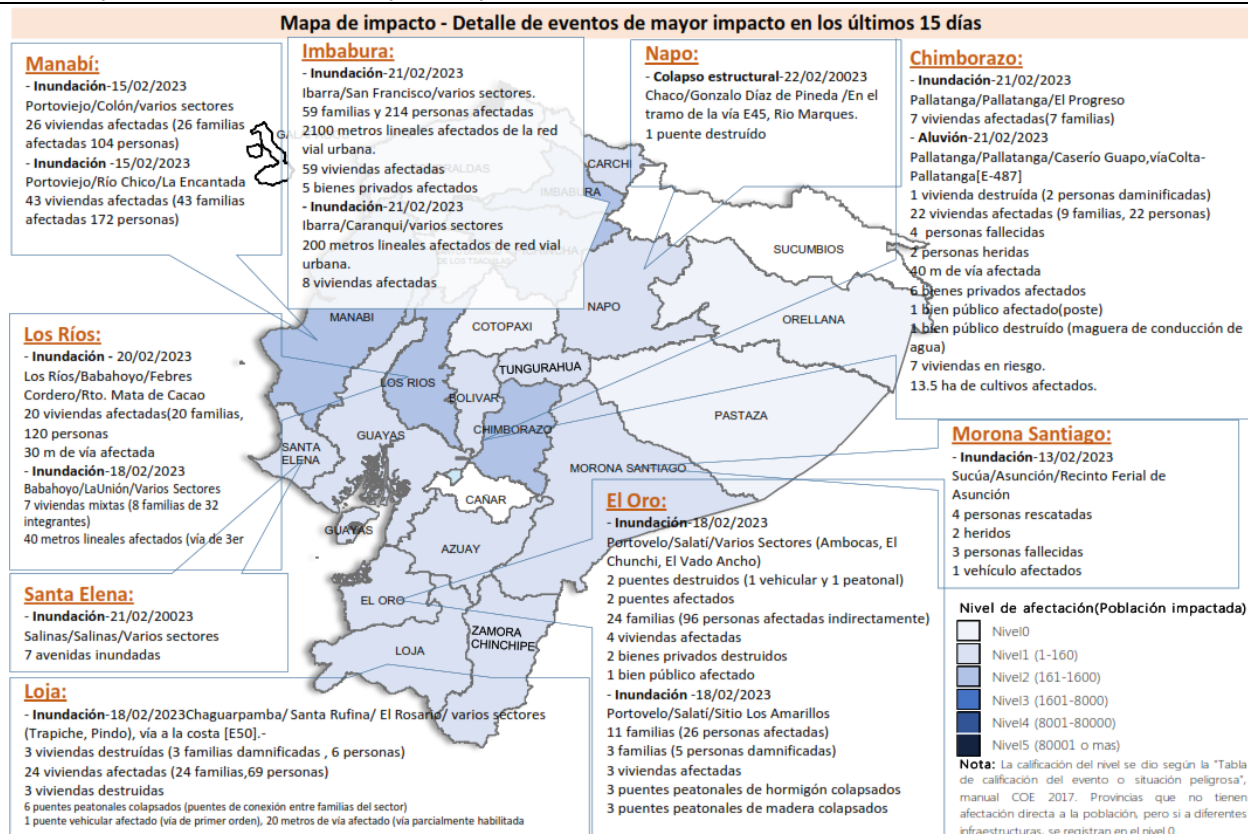 Mapa de impacto - Detalle de eventos de mayor impacto en los últimos 15 días
Manabí:
- Inundación-15/02/2023
Portoviejo/Colón/varios sectores
26 viviendas afectadas (26 familias
afectadas 104 personas)
- Inundación -15/02/2023
Portoviejo/Río Chico/La Encantada
43 viviendas afectadas (43 familias
afectadas 172 personas)
Imbabura:
- Inundación-21/02/2023
Ibarra/San Francisco/varios sectores.
59 familias y 214 personas afectadas
2100 metros lineales afectados de la red
vial urbana.
59 viviendas afectadas
5 bienes privados afectados
- Inundación-21/02/2023
Ibarra/Caranqui/varios sectores
200 metros lineales afectados de red vial
urbana.
8 viviendas afectadas
Napo:
- Colapso estructural-22/02/20023
Chaco/Gonzalo Díaz de Pineda /En el
tramo de la vía E45, Rio Marques.
1 puente destruído
Chimborazo:
- Inundación-21/02/2023
Pallatanga/Pallatanga/El Progreso
7 viviendas afectadas(7 familias)
- Aluvión-21/02/2023
Pallatanga/Pallatanga/Caserío Guapo,víaColta-
Pallatanga[E-487]
1 vivienda destruída (2 personas daminificadas)
22 viviendas afectadas (9 familias, 22 personas)
4 personas fallecidas
2 personas heridas
40 m de vía afectada
6 bienes privados afectados
1 bien público afectado(poste)
1 bien público destruído (maguera de conducción de
agua)
7 viviendas en riesgo.
13.5 ha de cultivos afectados.
CARCHI
IMBABURA
SUCUMBIOS
NAPO
ORELLANA
MANABI
COTOPAXI
TUNGURAHUA
LOS RIOS
BOLIVAR
PASTAZA
CHIMBORAZO
GUAYAS
SANTA
ELENA
MORONA SANTIAGO
CAÑAR
GUAYAS
AZUAY
EL ORO
LOJA
ZAMORA
CHINCHIPE
Los Ríos:
- Inundación - 20/02/2023
Los Ríos/Babahoyo/Febres
Cordero/Rto. Mata de Cacao
20 viviendas afectadas(20 familias,
120 personas
30 m de vía afectada
- Inundación-18/02/2023
Babahoyo/LaUnión/Varios Sectores
7 viviendas mixtas (8 familias de 32
integrantes)
40 metros lineales afectados (vía de 3er
Santa Elena:
- Inundación-21/02/20023
Salinas/Salinas/Varios sectores
7 avenidas inundadas
Loja:
- Inundación-18/02/2023Chaguarpamba/ Santa Rufina/ El Rosario/ varios sectores
(Trapiche, Pindo), vía a la costa [E50].-
3 viviendas destruídas (3 familias damnificadas , 6 personas)
24 viviendas afectadas (24 familias,69 personas)
3 viviendas destruidas
6 puentes peatonales colapsados (puentes de conexión entre familias del sector)
1 puente vehicular afectado (vía de primer orden), 20 metros de vía afectado (vía parcialmente habilitada
El Oro:
- Inundación-18/02/2023
Portovelo/Salatí/Varios Sectores (Ambocas, El
Chunchi, El Vado Ancho)
2 puentes destruidos (1 vehicular y 1 peatonal)
2 puentes afectados
24 familias (96 personas afectadas indirectamente)
4 viviendas afectadas
2 bienes privados destruidos
1 bien público afectado
- Inundación -18/02/2023
Portovelo/Salatí/Sitio Los Amarillos
11 familias (26 personas afectadas)
3 familias (5 personas damnificadas)
3 viviendas afectadas
3 puentes peatonales de hormigón colapsados
3 puentes peatonales de madera colapsados
Morona Santiago:
- Inundación-13/02/2023
Sucúa/Asunción/Recinto Ferial de
Asunción
4 personas rescatadas
2 heridos
3 personas fallecidas
1 vehículo afectados
Nivel de afectación(Población impactada)
Nivel0
Nivel1 (1-160)
Nivel2 (161-1600)
Nivel3 (1601-8000)
Nivel4 (8001-80000)
Nivel5 (80001 o mas)
Nota: La calificación del nivel se dio según la "Tabla
de calificación del evento o situación peligrosa",
manual COE 2017. Provincias que no tienen
afectación directa a la población, pero si a diferentes
infraestructuras, se registran en el nivel 0